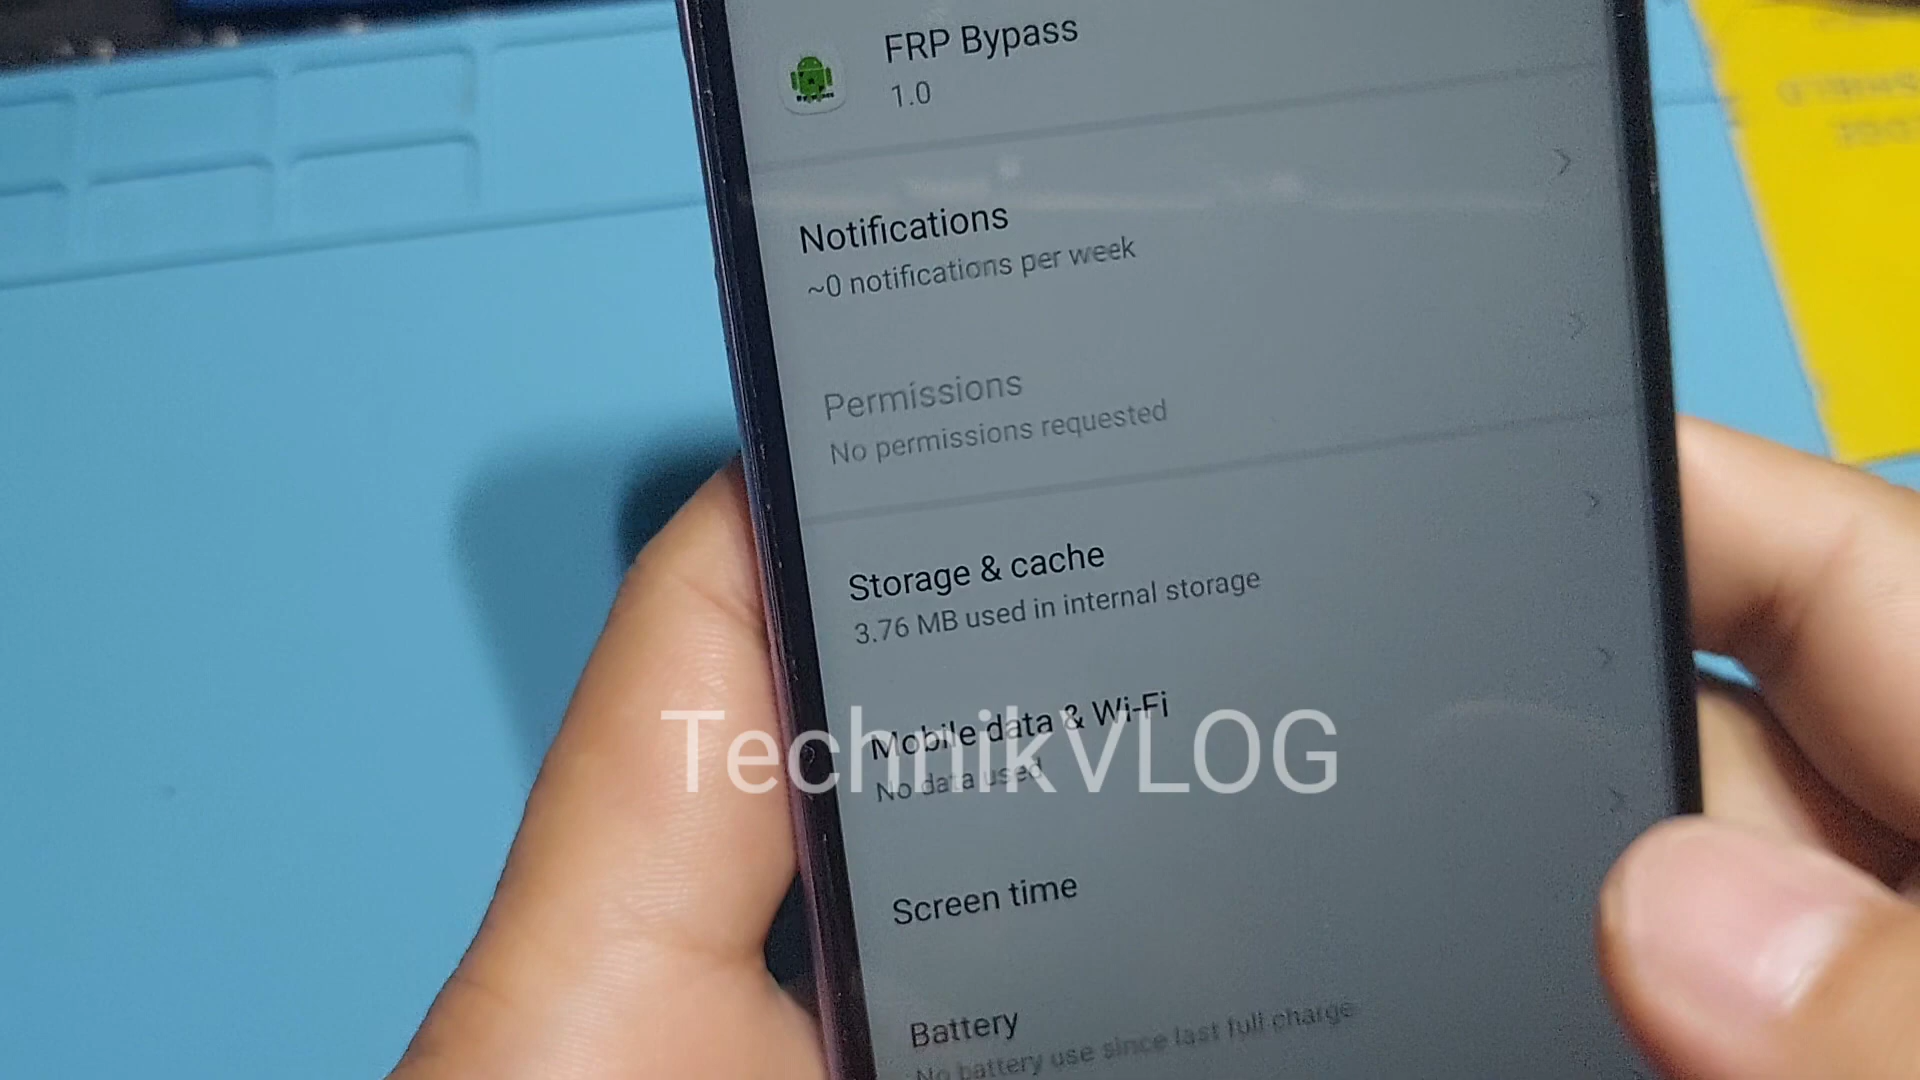 FRP Bypass
1.0
Notifications
~0 notifications per week
Permissions
No permissions requested
Storage & cache
3.76 MB used in internal storage
Mobile data & Wi-Fi
No data used
TechnikVLOG
Screen time
Battery
No battery use since last full charge